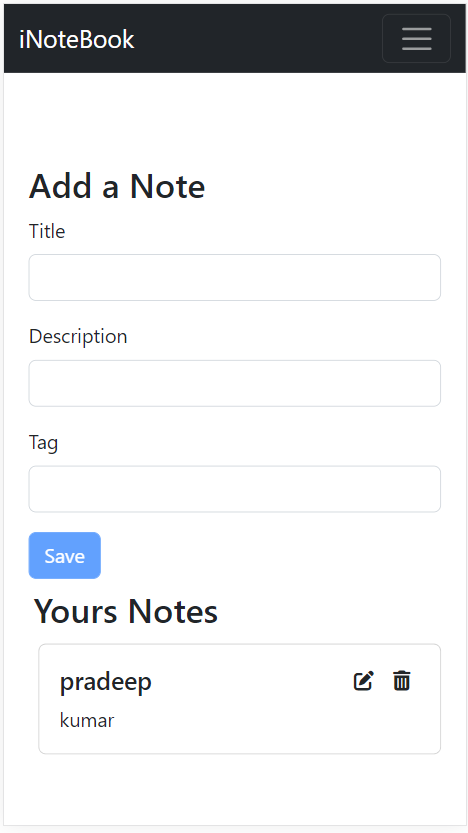 iNoteBook
Add a Note
Title
Description
Tag
Save
Yours Notes
pradeep
kumar